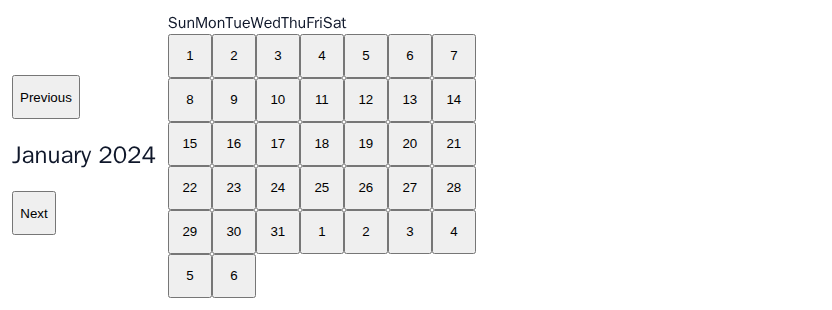 Previous
January 2024
Next
SunMonTueWedThuFriSat
1 2 3 4 5 6 7
8 9 10 11 12 13 14
15 16 17 18 19 20 21
22 23 24 25 26 27 28
29 30 31 1 2 3 4
5 6